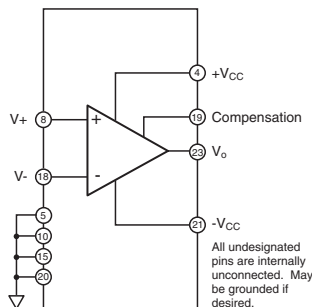 4
+VCC
V+
8
+
19
Compensation
23
Vo
V-
18
-
5
21
-VCC
10
15
20
All undesignated
pins are internally
unconnected. May
be grounded if
desired.